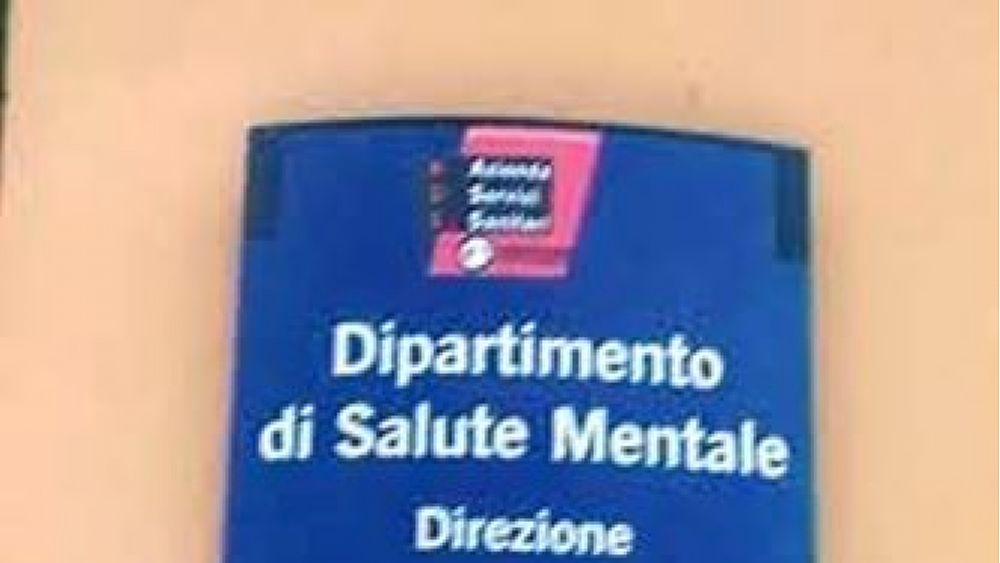 Azienda
Servizi
Sanitari
Dipartimento
di Salute Mentale
Direzione